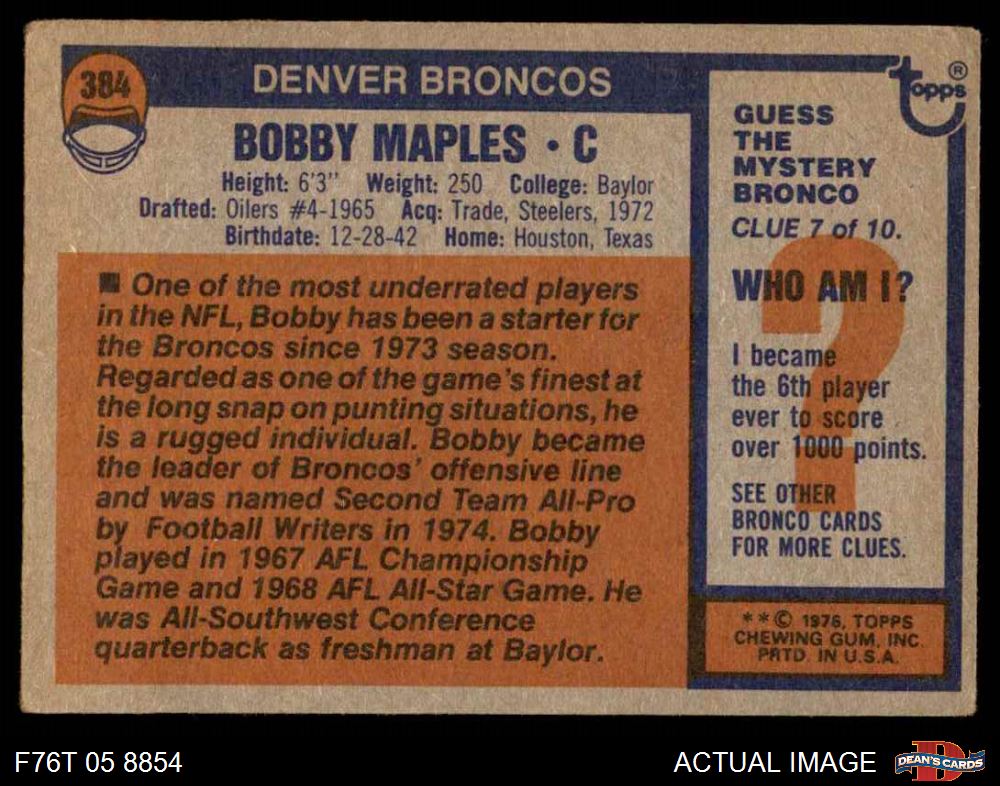 384
DENVER BRONCOS
BOBBY MAPLES • C
Height: 6'3" Weight: 250 College: Baylor
Drafted: Oilers #4-1965 Acq: Trade, Steelers, 1972
Birthdate: 12-28-42 Home: Houston, Texas
■ One of the most underrated players
in the NFL, Bobby has been a starter for
the Broncos since 1973 season.
Regarded as one of the game's finest at
the long snap on punting situations, he
is a rugged individual. Bobby became
the leader of Broncos' offensive line
and was named Second Team All-Pro
by Football Writers in 1974. Bobby
played in 1967 AFL Championship
Game and 1968 AFL All-Star Game. He
was All-Southwest Conference
quarterback as freshman at Baylor.
topps®
GUESS
THE
MYSTERY
BRONCO
CLUE 7 of 10.
WHO AM I?
I became
the 6th player
ever to score
over 1000 points.
SEE OTHER
BRONCO CARDS
FOR MORE CLUES.
?
**© 1976, TOPPS
CHEWING GUM, INC.
PRTD. IN U.S.A.
F76T 05 8854
ACTUAL IMAGE
D
DEAN'S CARDS